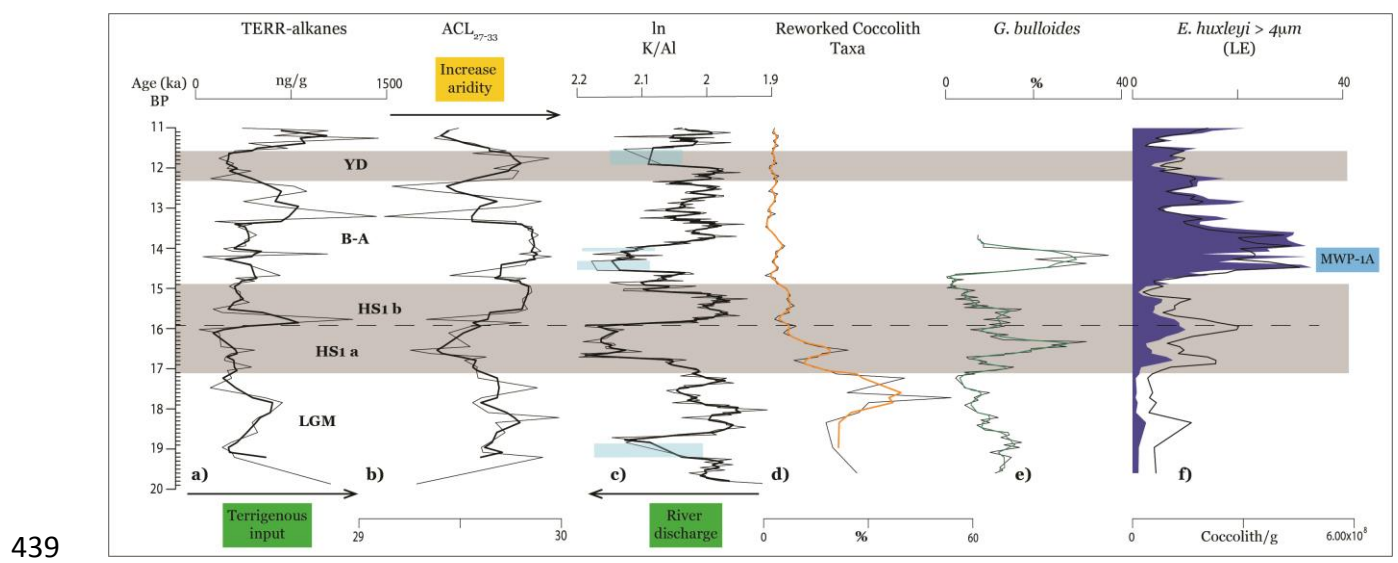 TERR-alkanes
ACL27-33
ln
K/Al
Reworked Coccolith
Taxa
G. bulloides
E. huxleyi > 4μm
(LE)
Age (ka)
BP
0 ng/g 1500
Increase
aridity
2.2 2.1 2 1.9
0 % 40
0 40
11
12
13
14
15
16
17
18
19
20
YD
B-A
MWP-1A
HS1 b
HS1 a
LGM
a) b) c) d) e) f)
Terrigenous
input
River
discharge
29 30
0 % 60
0 Coccolith/g 6.00x10⁸
439